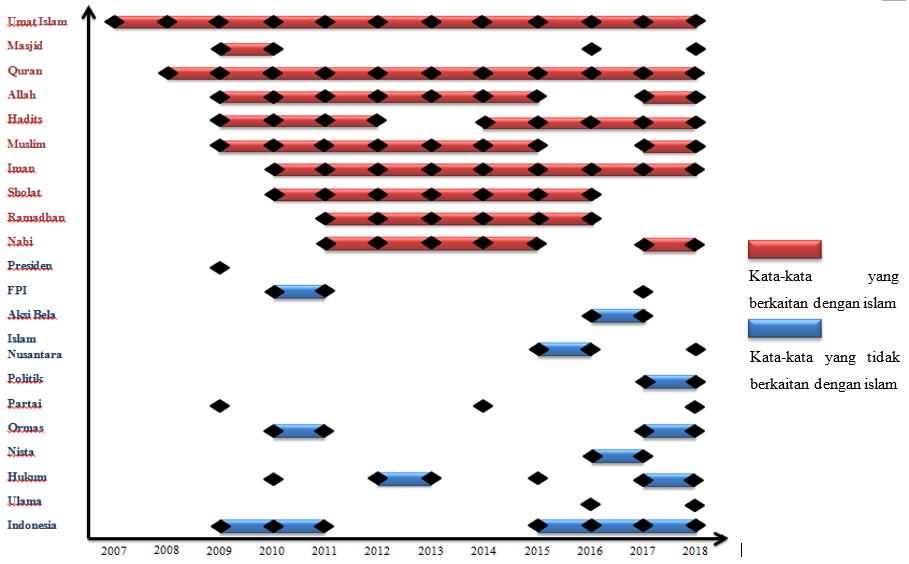 Umat Islam
Masjid
Quran
Allah
Hadits
Muslim
Iman
Sholat
Ramadhan
Nabi
Presiden
FPI
Aksi Bela
Islam
Nusantara
Politik
Partai
Ormas
Nista
Hukum
Ulama
Indonesia
2007 2008 2009 2010 2011 2012 2013 2014 2015 2016 2017 2018
Kata-kata yang
berkaitan dengan islam
Kata-kata yang tidak
berkaitan dengan islam